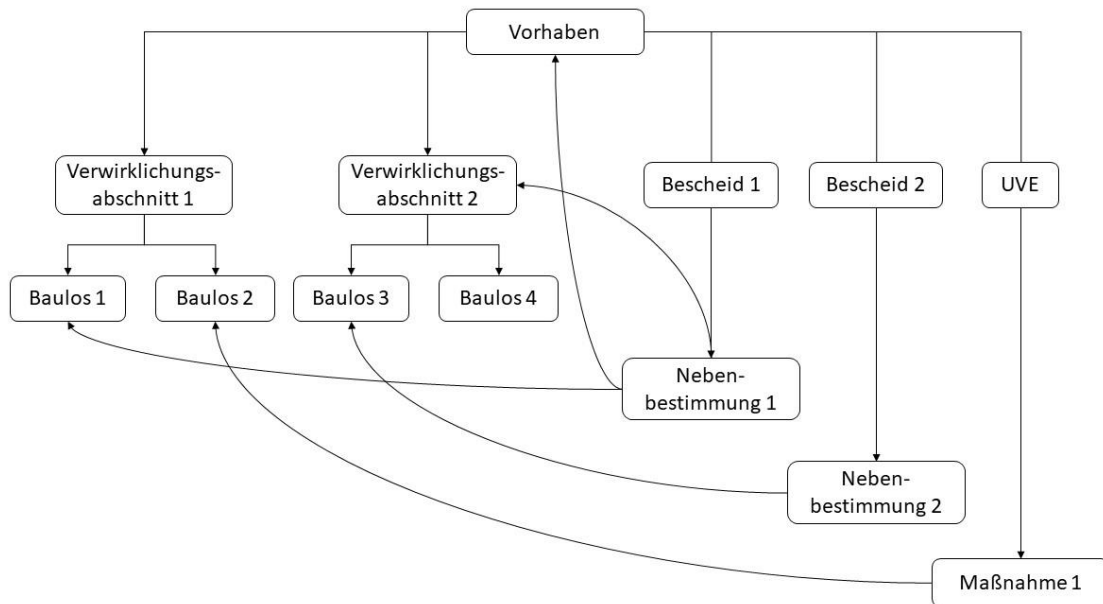 Vorhaben
Verwirklichungs-
abschnitt 1
Verwirklichungs-
abschnitt 2
Bescheid 1
Bescheid 2
UVE
Baulos 1
Baulos 2
Baulos 3
Baulos 4
Neben-
bestimmung 1
Neben-
bestimmung 2
Maßnahme 1